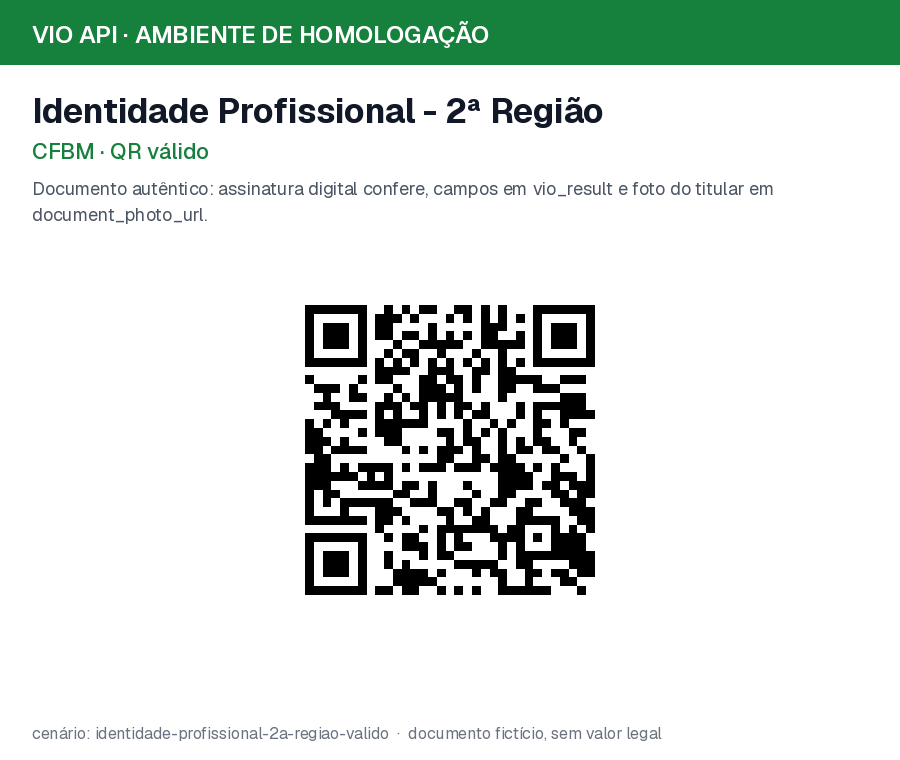 VIO API · AMBIENTE DE HOMOLOGAÇÃO
Identidade Profissional - 2ª Região
CFBM · QR válido
Documento autêntico: assinatura digital confere, campos em vio_result e foto do titular em
document_photo_url.
cenário: identidade-profissional-2a-regiao-valido · documento fictício, sem valor legal